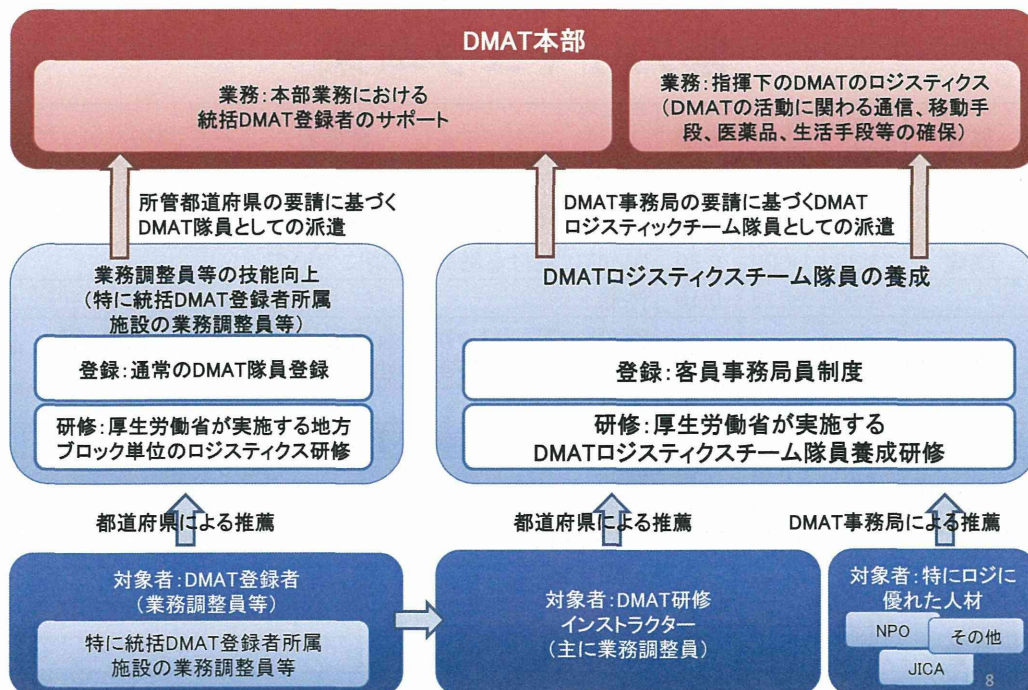 DMAT本部
業務:本部業務における
統括DMAT登録者のサポート
業務:指揮下のDMATのロジスティクス
(DMATの活動に関わる通信、移動手
段、医薬品、生活手段等の確保)
所管都道府県の要請に基づく
DMAT隊員としての派遣
DMAT事務局の要請に基づくDMAT
ロジスティックチーム隊員としての派遣
業務調整員等の技能向上
(特に統括DMAT登録者所属
施設の業務調整員等)
登録:通常のDMAT隊員登録
研修:厚生労働省が実施する地方
ブロック単位のロジスティクス研修
DMATロジスティクスチーム隊員の養成
登録:客員事務局員制度
研修:厚生労働省が実施する
DMATロジスティクスチーム隊員養成研修
都道府県による推薦
都道府県による推薦
DMAT事務局による推薦
対象者:DMAT登録者
(業務調整員等)
特に統括DMAT登録者所属
施設の業務調整員等
対象者:DMAT研修
インストラクター
(主に業務調整員)
対象者:特にロジに
優れた人材
NPO
その他
JICA
8